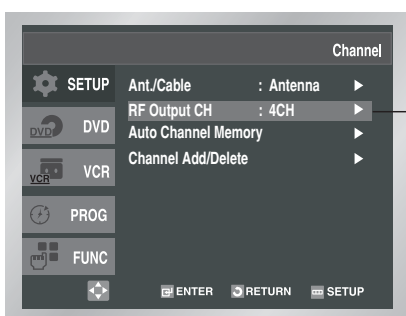 Channel
SETUP
Ant./Cable : Antenna
RF Output CH : 4CH
DVD DVD
Auto Channel Memory
Channel Add/Delete
VCR VCR
PROG
FUNC
ENTER RETURN SETUP